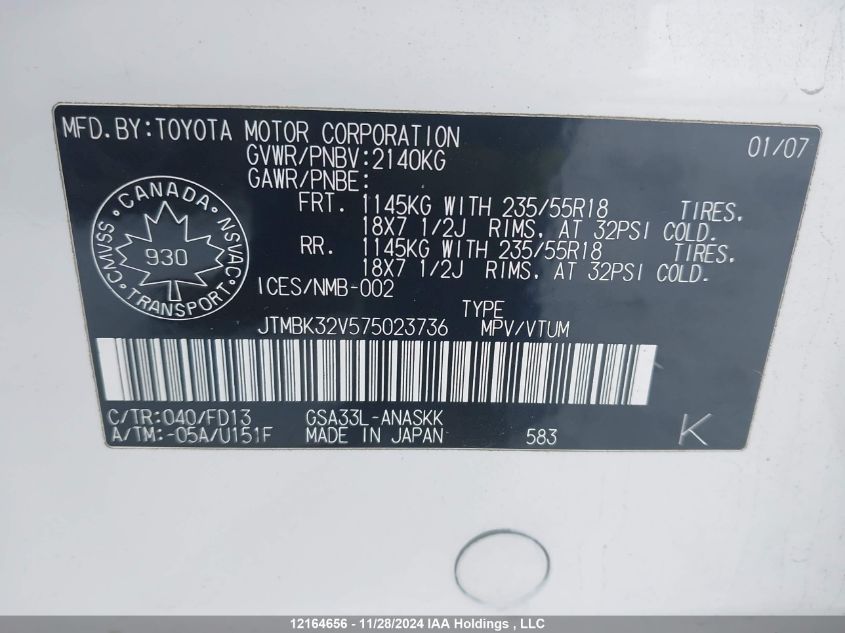 MFD.BY:TOYOTA MOTOR CORPORATION 01/07
GVWR/PNBV:2140KG
GAWR/PNBE:
FRT. 1145KG WITH 235/55R18 TIRES,
18X7 1/2J RIMS, AT 32PSI COLD.
RR. 1145KG WITH 235/55R18 TIRES,
18X7 1/2J RIMS, AT 32PSI COLD.
CANADA
CMVSS 930 NSVAC
TRANSPORT
ICES/NMB-002
TYPE
JTMBK32V575023736 MPV/VTUM
C/TR:040/FD13 GSA33L-ANASKK
A/TM:-05A/U151F MADE IN JAPAN 583 K
12164656 - 11/28/2024 IAA Holdings , LLC